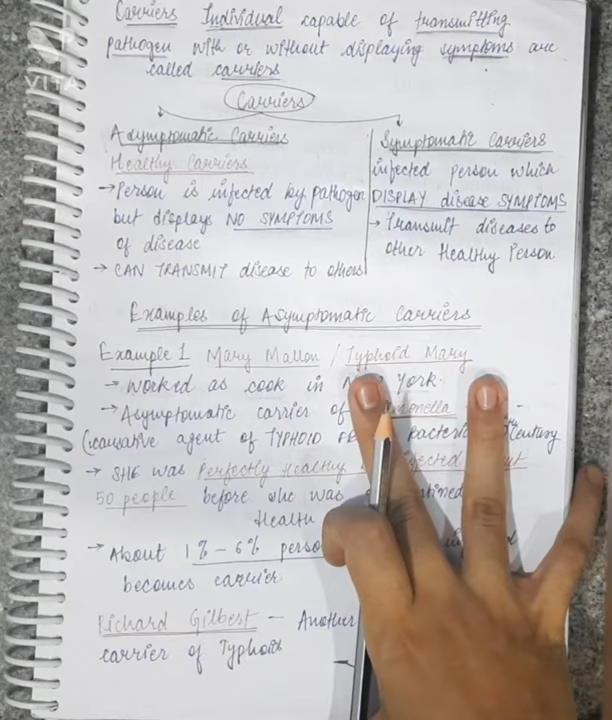 Carriers Individual capable of transmitting
pathogen with or without displaying symptoms are
called carriers
Carriers
Asymptomatic Carriers
Healthy Carriers
→ Person is infected by pathogen
but displays NO SYMPTOMS
of disease
→ CAN TRANSMIT disease to others
Symptomatic Carriers
infected person which
DISPLAY disease SYMPTOMS
→ Transmit diseases to
other Healthy Person.
Examples of Asymptomatic Carriers
Example 1 Mary Mallon / Typhoid Mary
→ Worked as cook in York.
→ Asymptomatic carrier of
(causative agent of TYPHOID Century
→ SHE was Perfectly Healthy
50 people before she was
Health
→ About 1% - 6%
becomes carrier
Richard Gilbert - Another
carrier of Typhoid